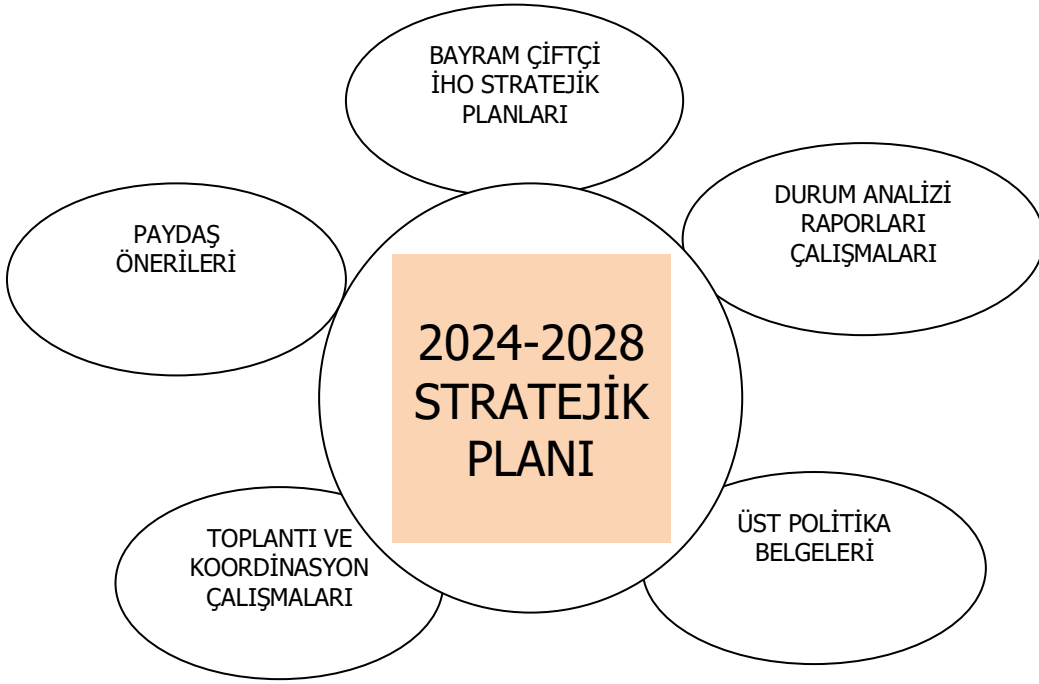 BAYRAM ÇİFTÇİ
İHO STRATEJİK
PLANLARI
DURUM ANALİZİ
RAPORLARI
ÇALIŞMALARI
PAYDAŞ
ÖNERİLERİ
2024-2028
STRATEJİK
PLANI
ÜST POLİTİKA
BELGELERİ
TOPLANTI VE
KOORDİNASYON
ÇALIŞMALARI